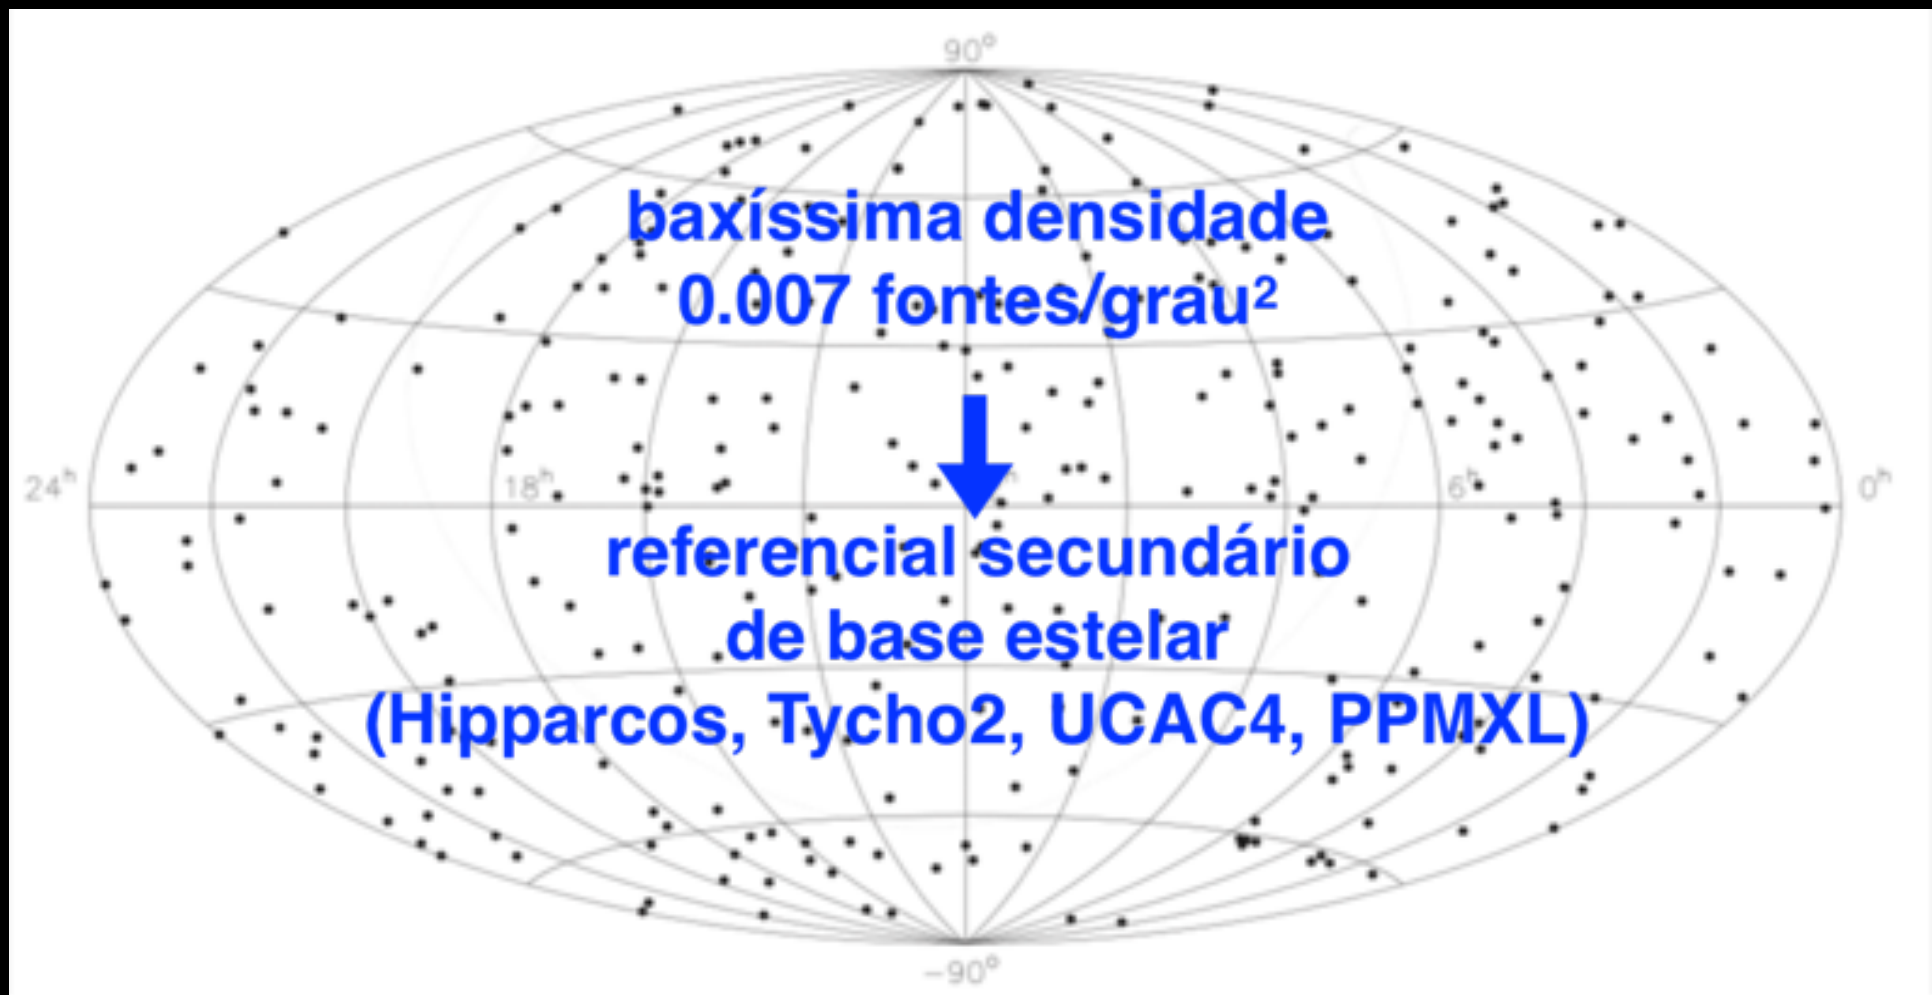 90°
baxíssima densidade
0.007 fontes/grau²
24ʰ 18ʰ ʰ 6ʰ 0ʰ
referencial secundário
de base estelar
(Hipparcos, Tycho2, UCAC4, PPMXL)
−90°